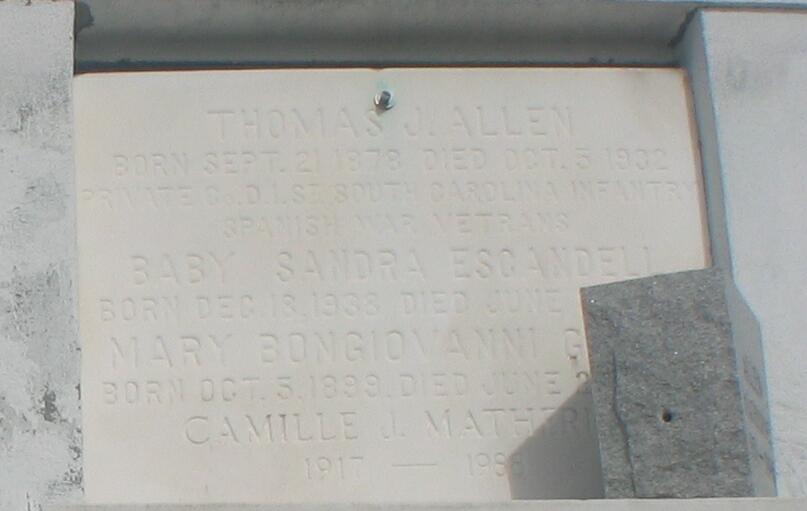 THOMAS J. ALLEN
BORN SEPT. 21 1878 DIED OCT. 5 1932
PRIVATE Co. D. 1.ST SOUTH CAROLINA INFANTRY
SPANISH WAR VETRANS
BABY SANDRA ESCANDELL
BORN DEC. 18, 1938 DIED JUNE
MARY BONGIOVANNI
BORN OCT. 5, 1899. DIED JUNE
CAMILLE J.
1917 — 1988